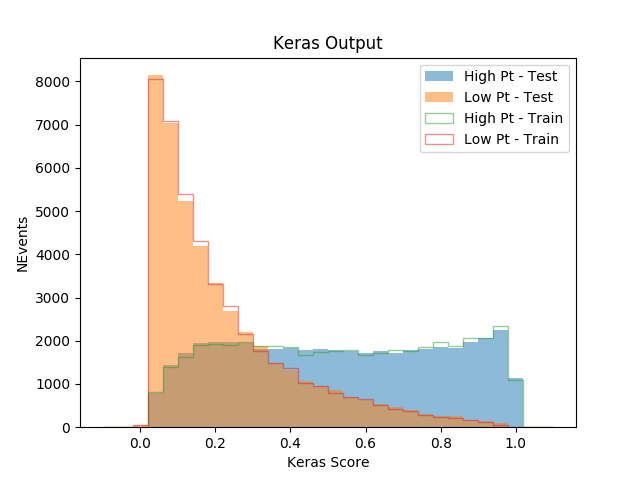 Keras Output
High Pt - Test
Low Pt - Test
High Pt - Train
Low Pt - Train
8000
7000
6000
5000
4000
3000
2000
1000
0
NEvents
0.0 0.2 0.4 0.6 0.8 1.0
Keras Score